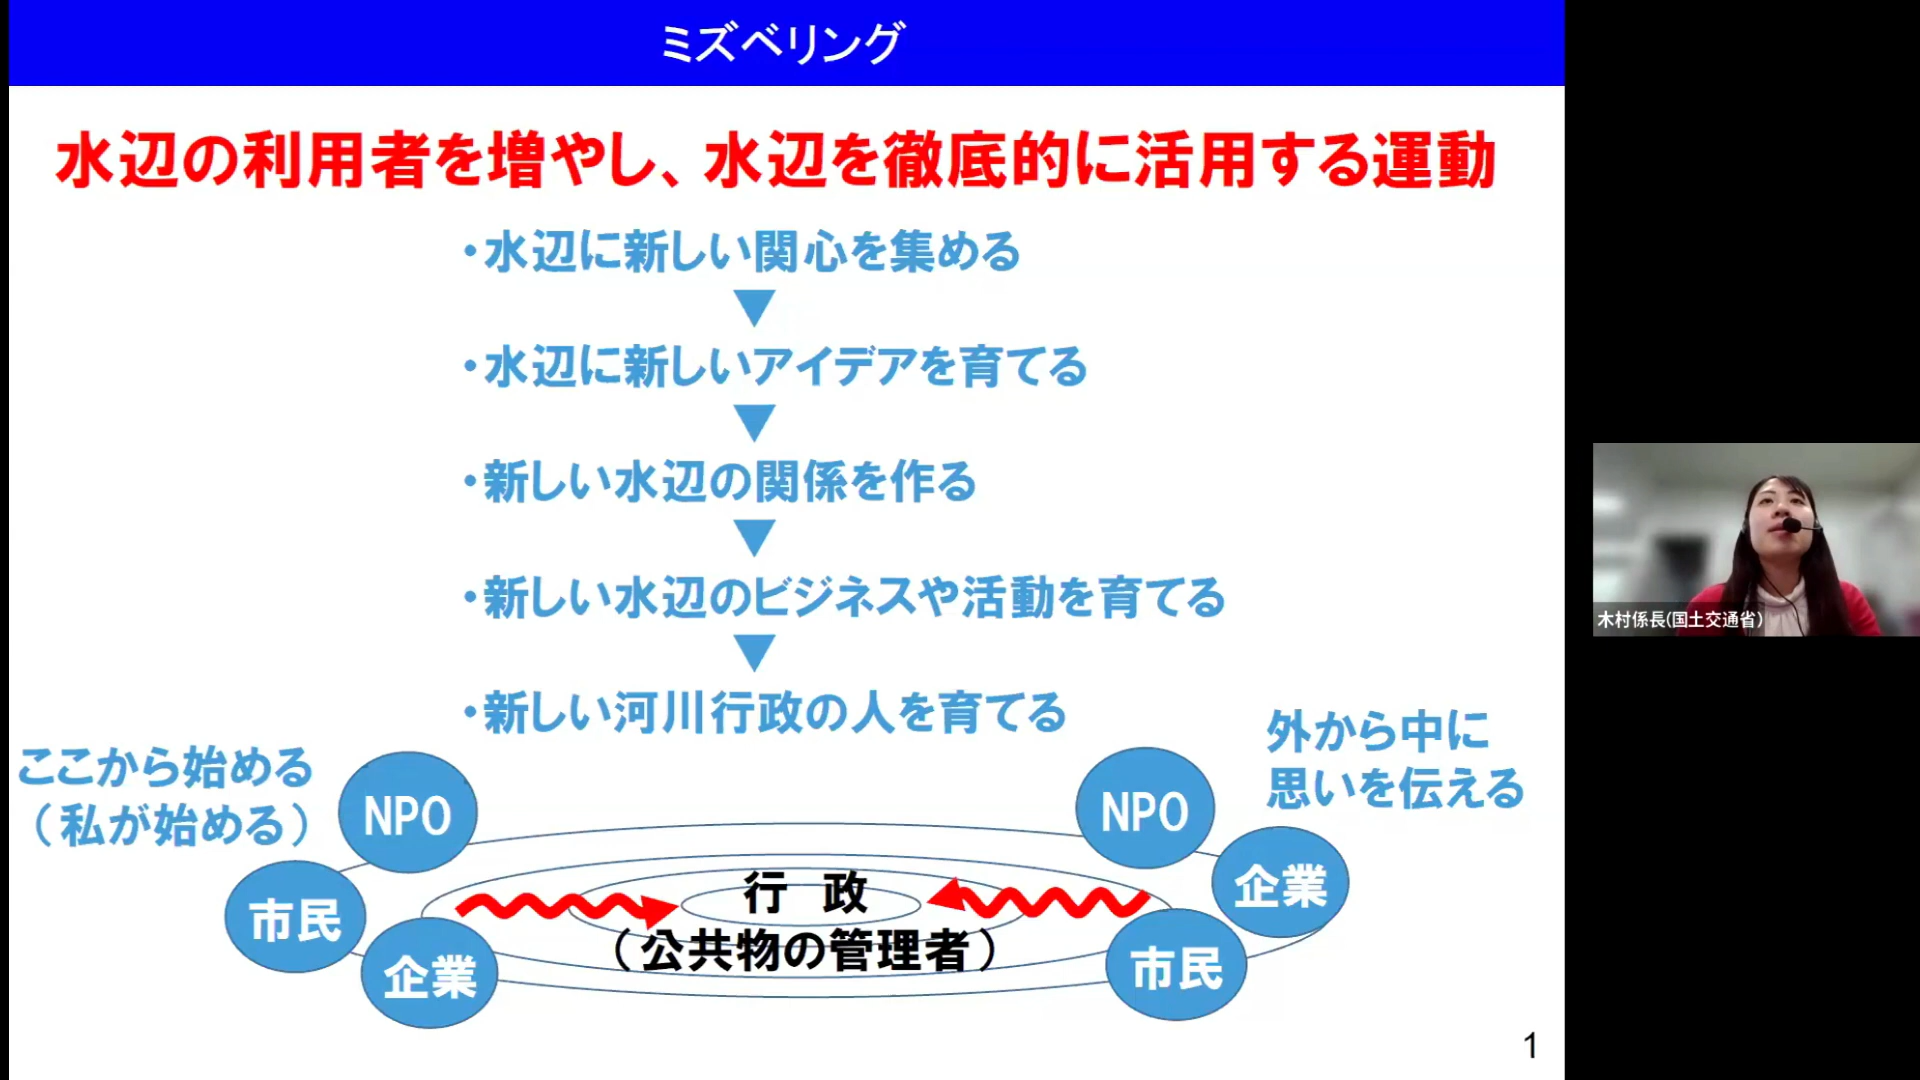 ミズベリング
水辺の利用者を増やし、水辺を徹底的に活用する運動
・水辺に新しい関心を集める
▼
・水辺に新しいアイデアを育てる
▼
・新しい水辺の関係を作る
▼
・新しい水辺のビジネスや活動を育てる
▼
・新しい河川行政の人を育てる
ここから始める
（私が始める）
NPO
市民
企業
行 政
（公共物の管理者）
外から中に
思いを伝える
NPO
企業
市民
1
木村係長(国土交通省)